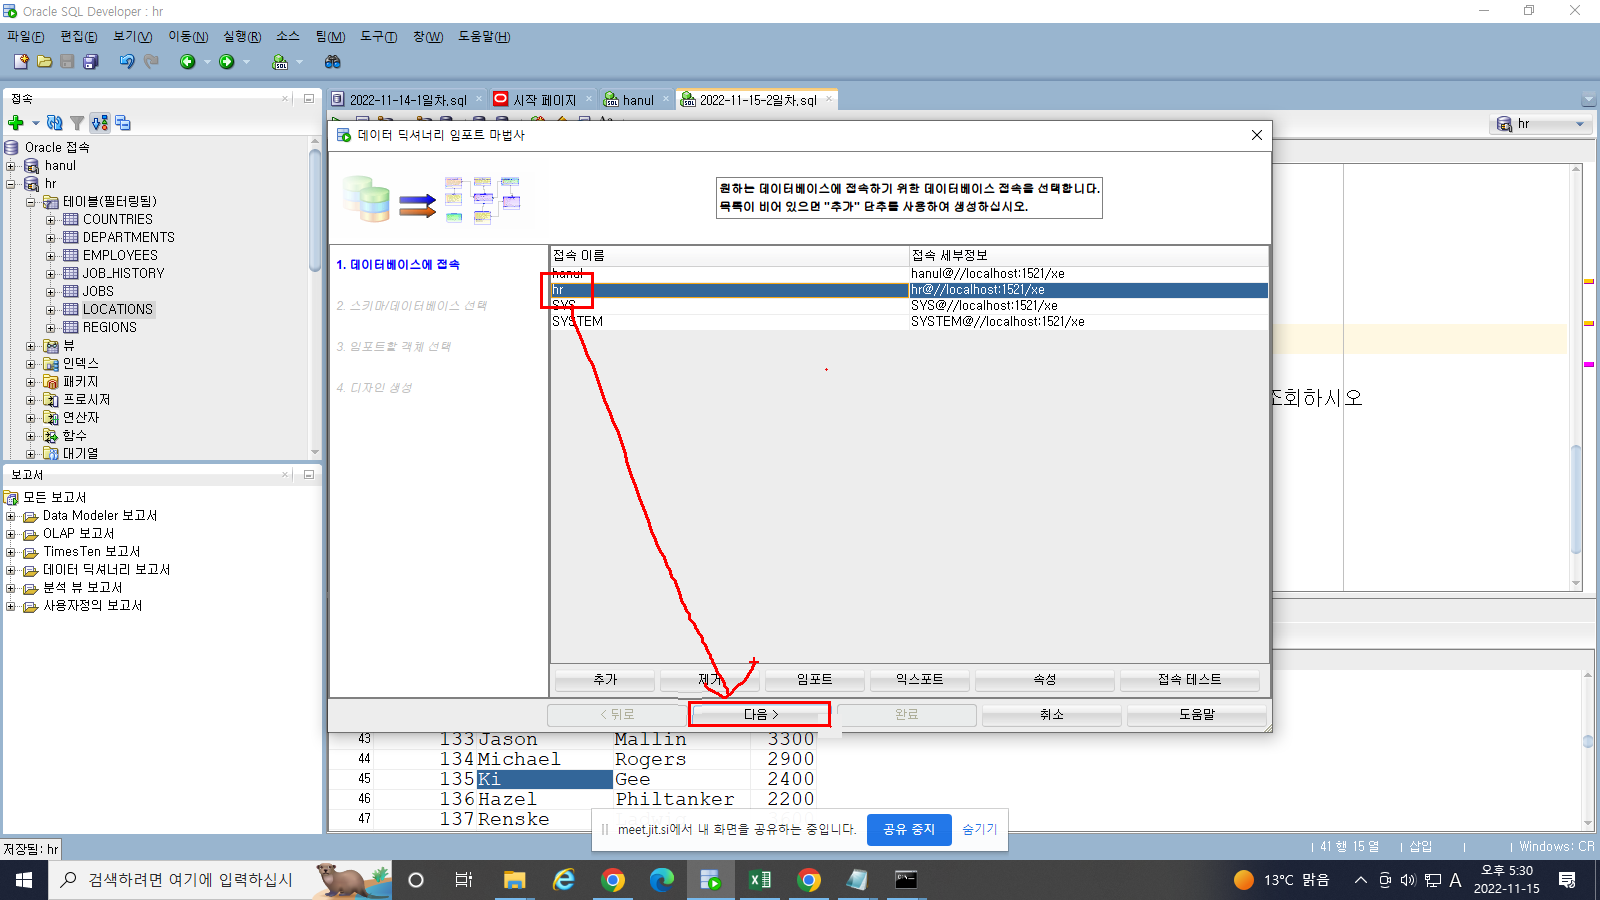 Oracle SQL Developer : hr
파일(F) 편집(E) 보기(V) 이동(N) 실행(R) 소스 팀(M) 도구(T) 창(W) 도움말(H)
접속
2022-11-14-1일차.sql
시작 페이지
hanul
2022-11-15-2일차.sql
hr
Oracle 접속
hanul
hr
테이블(필터링됨)
COUNTRIES
DEPARTMENTS
EMPLOYEES
JOB_HISTORY
JOBS
LOCATIONS
REGIONS
뷰
인덱스
패키지
프로시저
연산자
함수
대기열
보고서
모든 보고서
Data Modeler 보고서
OLAP 보고서
TimesTen 보고서
데이터 딕셔너리 보고서
분석 뷰 보고서
사용자정의 보고서
데이터 딕셔너리 임포트 마법사
원하는 데이터베이스에 접속하기 위한 데이터베이스 접속을 선택합니다.
목록이 비어 있으면 "추가" 단추를 사용하여 생성하십시오.
1. 데이터베이스에 접속
2. 스키마/데이터베이스 선택
3. 임포트할 객체 선택
4. 디자인 생성
접속 이름 접속 세부정보
hanul hanul@//localhost:1521/xe
hr hr@//localhost:1521/xe
SYS SYS@//localhost:1521/xe
SYSTEM SYSTEM@//localhost:1521/xe
추가 제거 임포트 익스포트 속성 접속 테스트
< 뒤로 다음 > 완료 취소 도움말
조회하시오
43 133 Jason Mallin 3300
44 134 Michael Rogers 2900
45 135 Ki Gee 2400
46 136 Hazel Philtanker 2200
47 137 Renske
meet.jit.si에서 내 화면을 공유하는 중입니다. 공유 중지 숨기기
저장됨: hr
41 행 15 열 삽입 Windows: CR
검색하려면 여기에 입력하십시
13°C 맑음
A
오후 5:30
2022-11-15